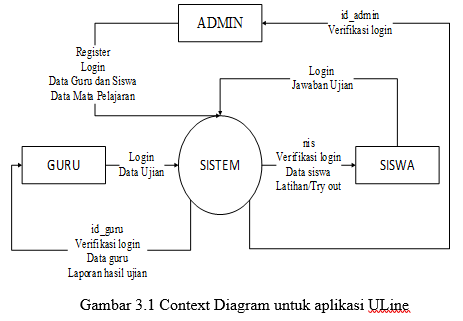 ADMIN
id_admin
Verifikasi login
Register
Login
Data Guru dan Siswa
Data Mata Pelajaran
Login
Jawaban Ujian
GURU
Login
Data Ujian
SISTEM
nis
Verifikasi login
Data siswa
Latihan/Try out
SISWA
id_guru
Verifikasi login
Data guru
Laporan hasil ujian
Gambar 3.1 Context Diagram untuk aplikasi ULine